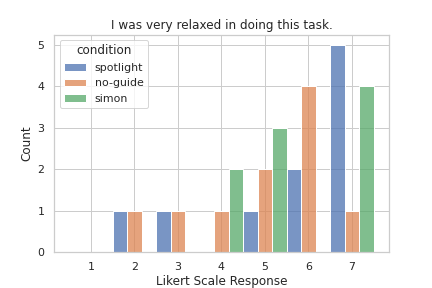 I was very relaxed in doing this task.
condition
spotlight
no-guide
simon
Count
5
4
3
2
1
0
1 2 3 4 5 6 7
Likert Scale Response